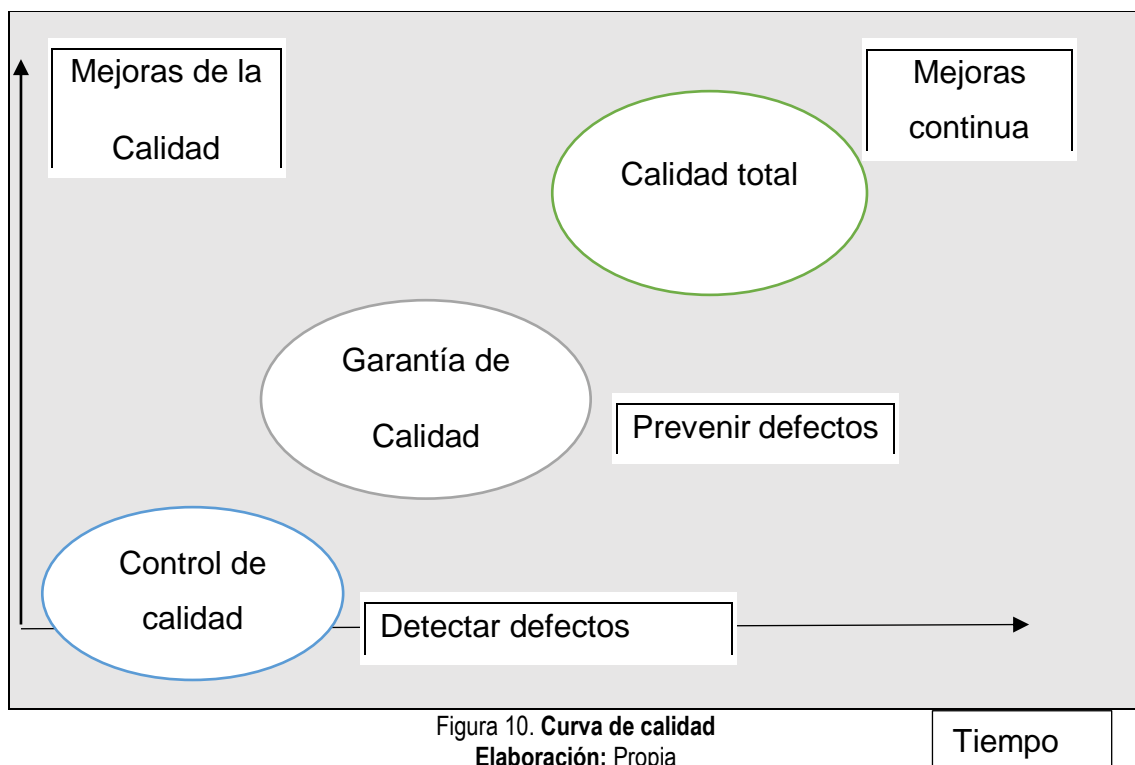 Mejoras de la
Calidad
Mejoras
continua
Calidad total
Garantía de
Calidad
Prevenir defectos
Control de
calidad
Detectar defectos
Figura 10. Curva de calidad
Elaboración: Propia
Tiempo